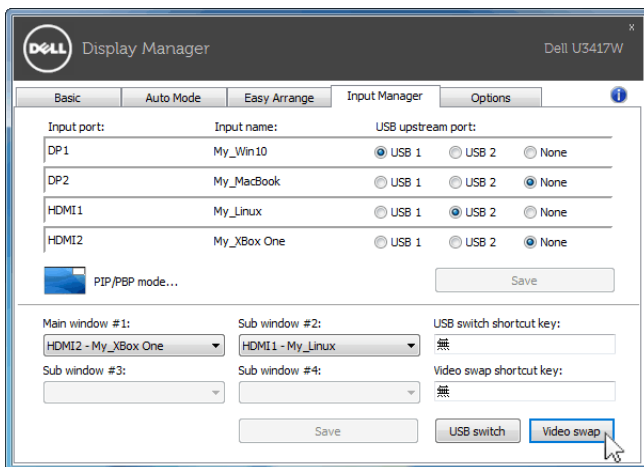 x
DELL Display Manager Dell U3417W
Basic Auto Mode Easy Arrange Input Manager Options i
Input port: Input name: USB upstream port:
DP1 My_Win10 USB 1 USB 2 None
DP2 My_MacBook USB 1 USB 2 None
HDMI1 My_Linux USB 1 USB 2 None
HDMI2 My_XBox One USB 1 USB 2 None
PIP/PBP mode... Save
Main window #1: Sub window #2: USB switch shortcut key:
HDMI2 - My_XBox One HDMI1 - My_Linux 無
Sub window #3: Sub window #4: Video swap shortcut key:
無
Save USB switch Video swap